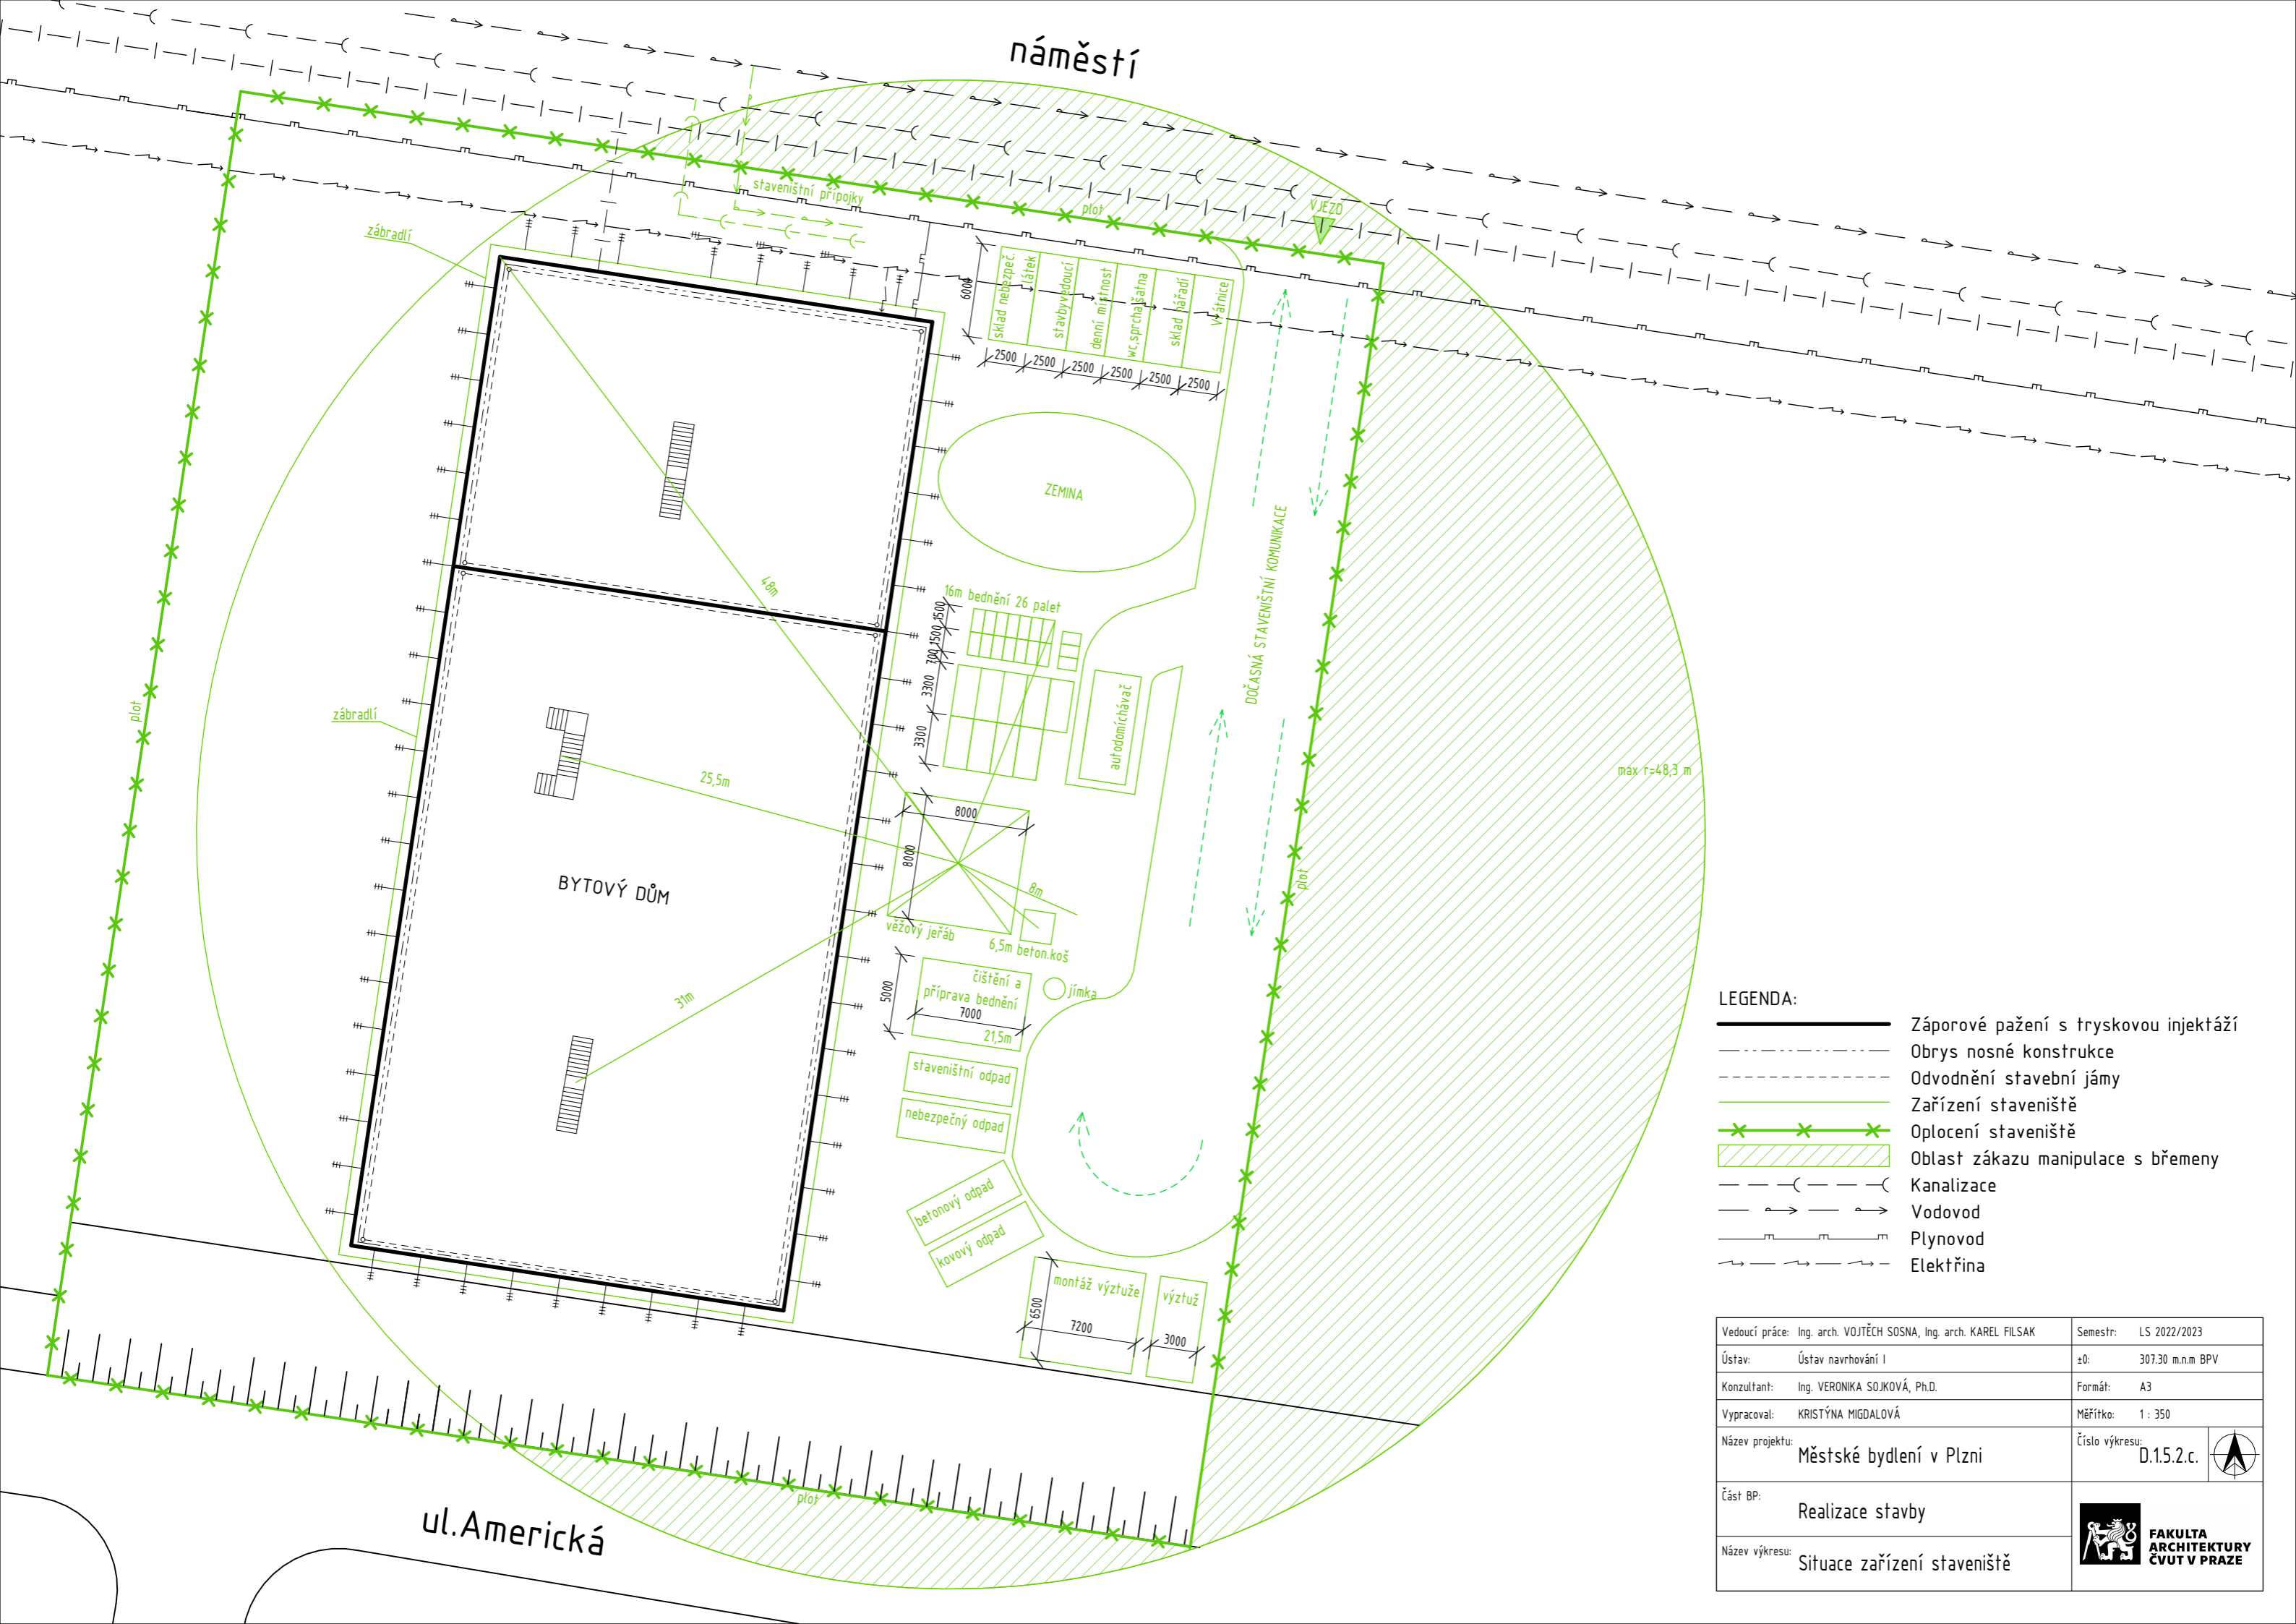 náměstí
VJEZD
staveništní přípojky
plot
zábradlí
6000
sklad nebezpeč.
látek
stavbyvedoucí
denní místnost
wc,sprcha
šatna
sklad nářadí
Vrátnice
2500
2500
2500
2500
2500
2500
ZEMINA
48m
16m bednění 26 palet
1500
1500
700
3300
3300
DOČASNÁ STAVENIŠTNÍ KOMUNIKACE
autodomíchávač
plot
zábradlí
25,5m
max r=48,3 m
8000
8000
BYTOVÝ DŮM
8m
plot
věžový jeřáb
6,5m beton.koš
31m
5000
čištění a
příprava bednění
7000
21,5m
jímka
staveništní odpad
nebezpečný odpad
betonový odpad
kovový odpad
montáž výztuže
výztuž
6500
7200
3000
plot
ul.Americká
LEGENDA:
Záporové pažení s tryskovou injektáží
Obrys nosné konstrukce
Odvodnění stavební jámy
Zařízení staveniště
Oplocení staveniště
Oblast zákazu manipulace s břemeny
Kanalizace
Vodovod
Plynovod
Elektřina
Vedoucí práce: Ing. arch. VOJTĚCH SOSNA, Ing. arch. KAREL FILSAK
Semestr: LS 2022/2023
Ústav: Ústav navrhování I
±0: 307.30 m.n.m BPV
Konzultant: Ing. VERONIKA SOJKOVÁ, Ph.D.
Formát: A3
Vypracoval: KRISTÝNA MIGDALOVÁ
Měřítko: 1 : 350
Název projektu: Městské bydlení v Plzni
Číslo výkresu: D.1.5.2.c.
Část BP: Realizace stavby
Název výkresu: Situace zařízení staveniště
FAKULTA
ARCHITEKTURY
ČVUT V PRAZE